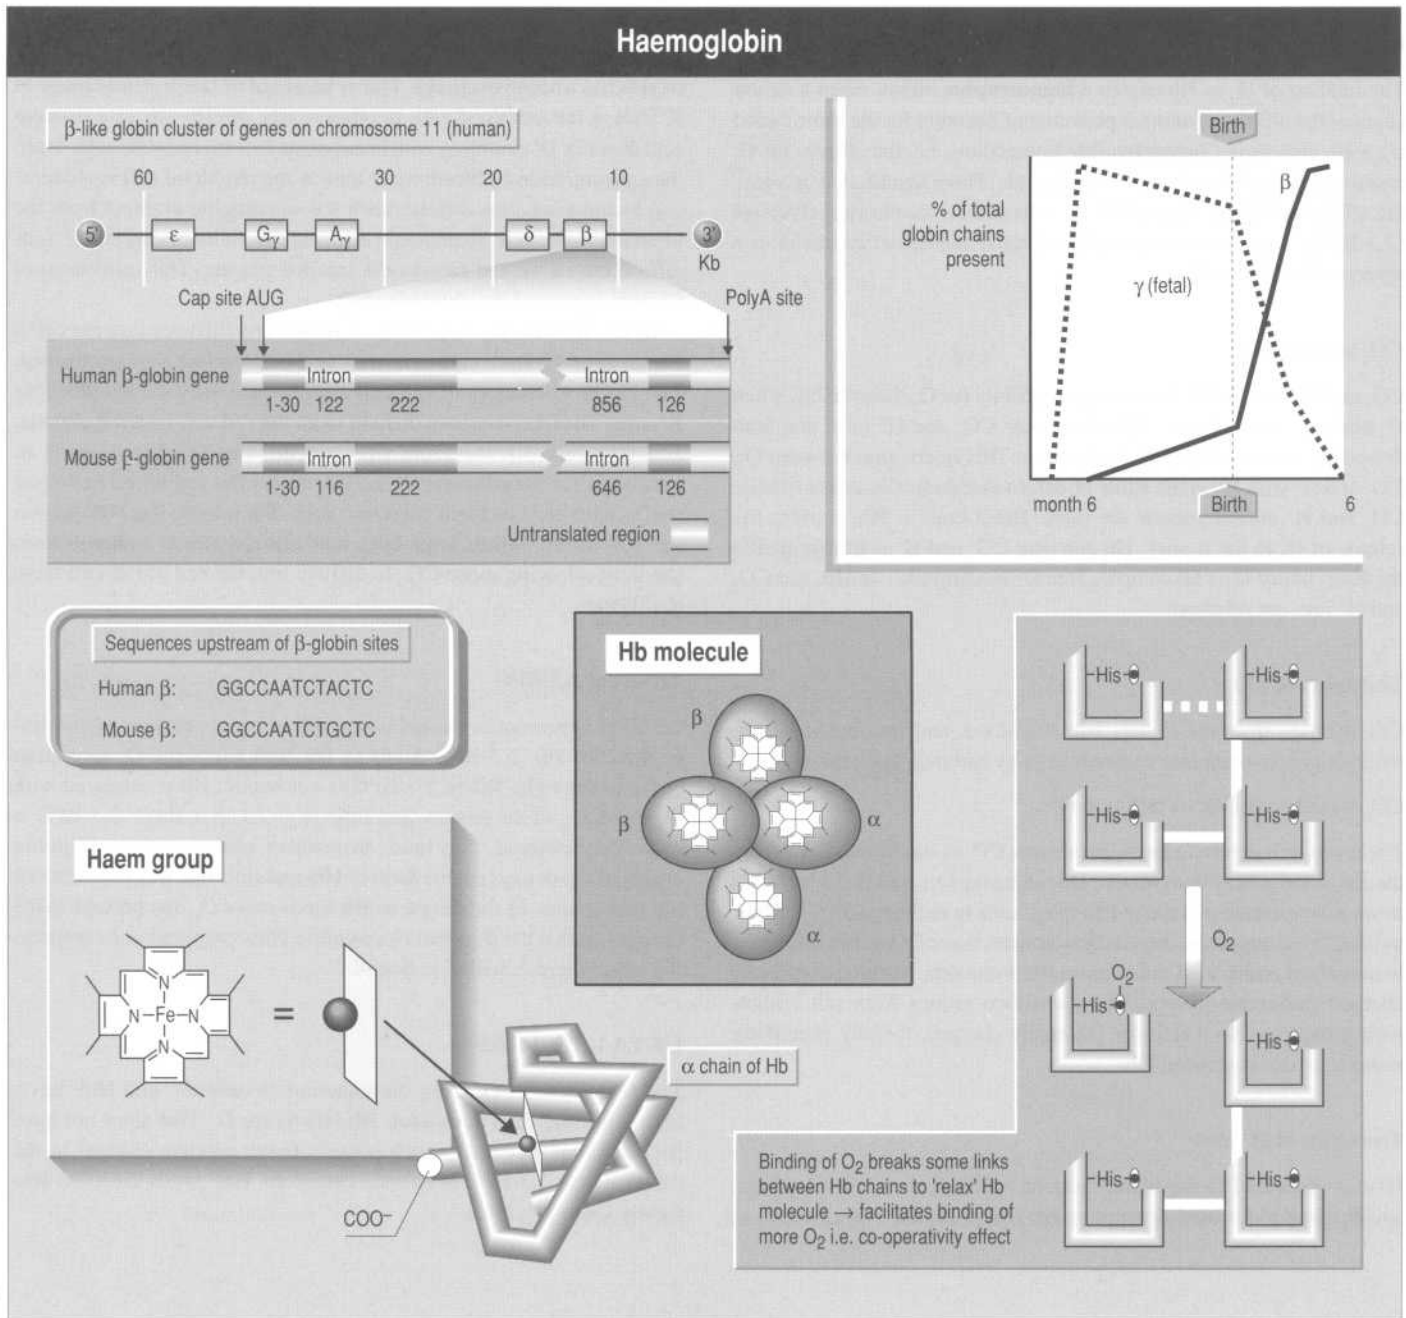 Haemoglobin
β-like globin cluster of genes on chromosome 11 (human)
60 30 20 10
5' ε Gγ Aγ δ β 3'
Kb
Cap site AUG PolyA site
Human β-globin gene Intron Intron
1-30 122 222 856 126
Mouse β-globin gene Intron Intron
1-30 116 222 646 126
Untranslated region
Birth
% of total
globin chains
present
β
γ (fetal)
month 6 Birth 6
Sequences upstream of β-globin sites
Human β: GGCCAATCTACTC
Mouse β: GGCCAATCTGCTC
Hb molecule
β
β α
α
Haem group
N
N Fe N
N
=
α chain of Hb
COO⁻
His His
His His
O₂
O₂
His
His
His His
Binding of O₂ breaks some links
between Hb chains to 'relax' Hb
molecule → facilitates binding of
more O₂ i.e. co-operativity effect